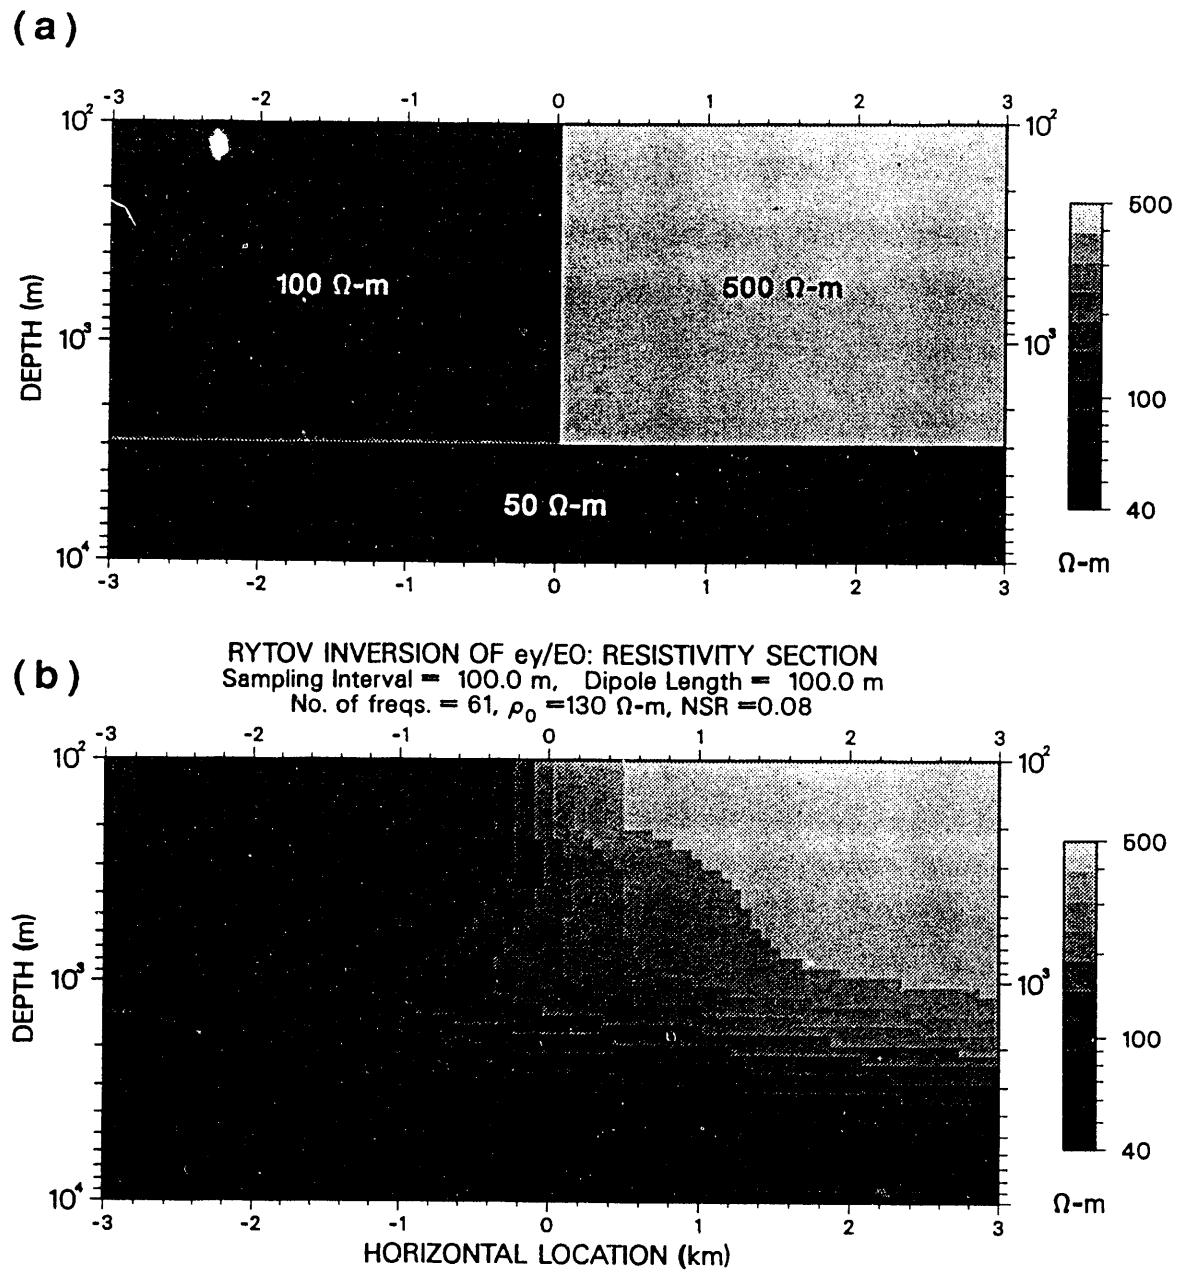 (a)
-3 -2 -1 0 1 2 3
10² 10²
500
100 Ω-m 500 Ω-m
DEPTH (m)
10³ 10³
100
50 Ω-m
40
10⁴
Ω-m
-3 -2 -1 0 1 2 3
RYTOV INVERSION OF ey/E0: RESISTIVITY SECTION
(b)
Sampling Interval = 100.0 m, Dipole Length = 100.0 m
No. of freqs. = 61, ρ₀ =130 Ω-m, NSR =0.08
-3 -2 -1 0 1 2 3
10² 10²
500
DEPTH (m)
10³ 10³
100
40
10⁴
Ω-m
-3 -2 -1 0 1 2 3
HORIZONTAL LOCATION (km)